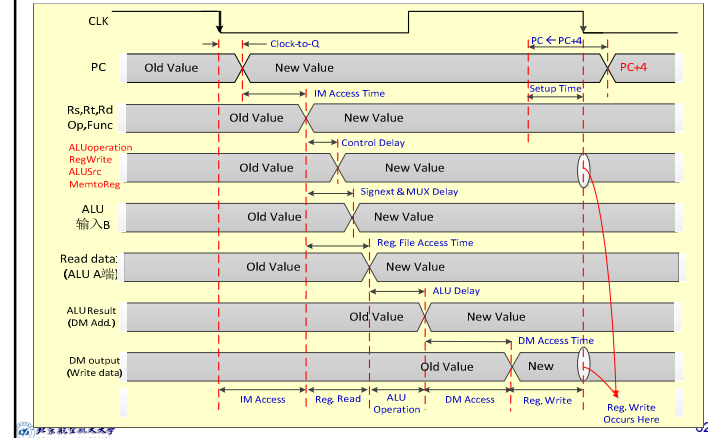 CLK
Clock-to-Q
PC ← PC+4
PC
Old Value
New Value
PC+4
IM Access Time
Setup Time
Rs,Rt,Rd
Op,Func
Old Value
New Value
ALUoperation
RegWrite
ALUSrc
MemtoReg
Control Delay
Old Value
New Value
Signext & MUX Delay
ALU
输入B
Old Value
New Value
Reg. File Access Time
Read data:
(ALU A端)
Old Value
New Value
ALU Delay
ALU Result
(DM Add.)
Old Value
New Value
DM Access Time
DM output
(Write data)
Old Value
New
IM Access
Reg. Read
ALU
Operation
DM Access
Reg. Write
Reg. Write
Occurs Here